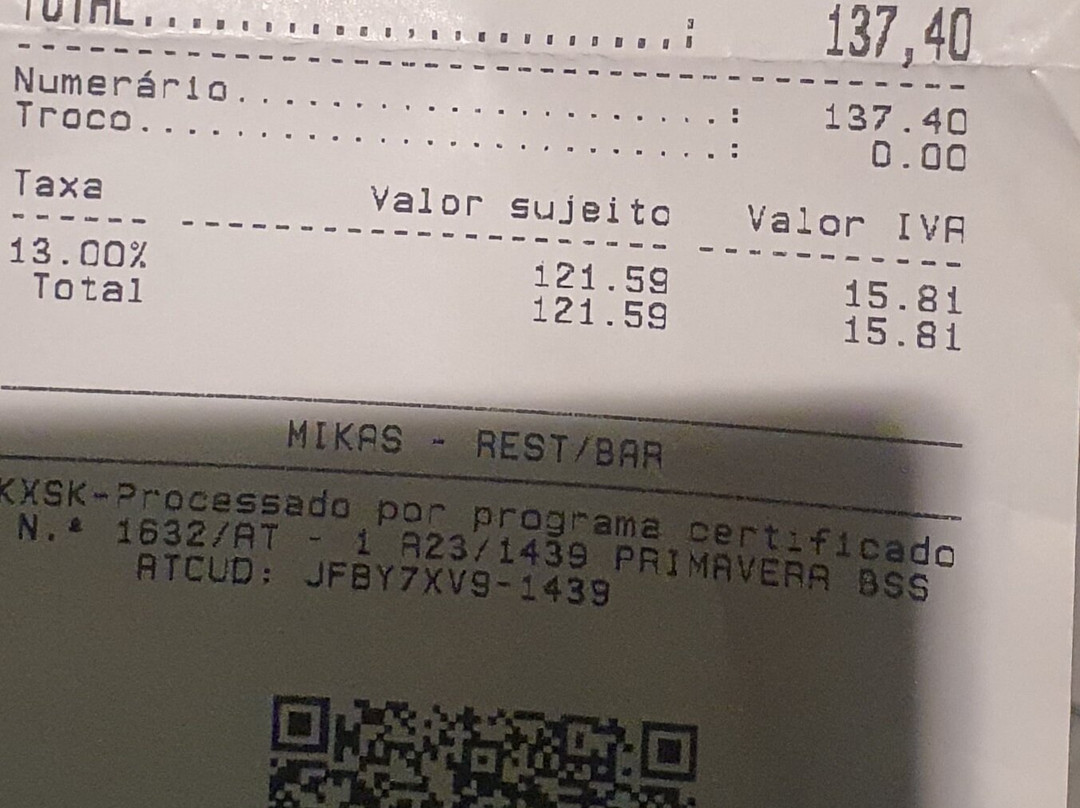 TOTAL........................: 137,40
Numerário........................: 137.40
Troco.............................: 0.00
Taxa Valor sujeito Valor IVA
13.00% 121.59 15.81
Total 121.59 15.81
MIKAS - REST/BAR
KXSK-Processado por programa certificado
N.º 1632/AT - 1 A23/1439 PRIMAVERA BSS
ATCUD: JFBY7XV9-1439